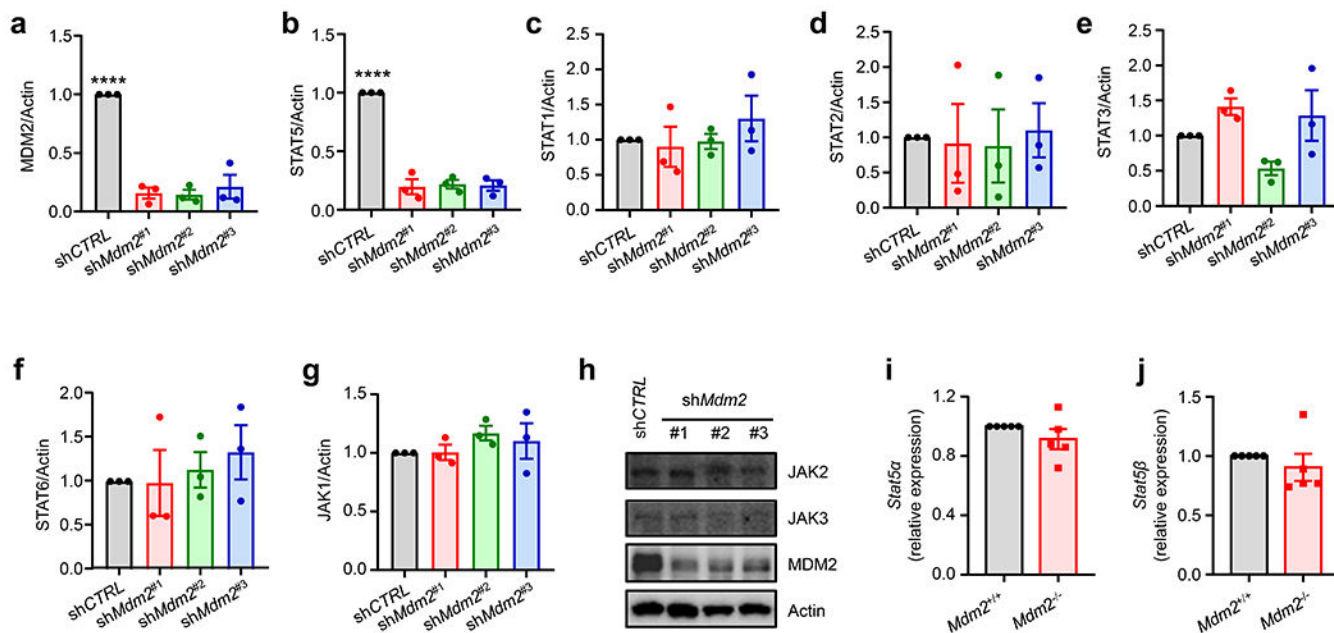 a
MDM2/Actin
1.5
1.0
0.5
0.0
****
shCTRL
shMdm2#1
shMdm2#2
shMdm2#3
b
STAT5/Actin
1.5
1.0
0.5
0.0
****
shCTRL
shMdm2#1
shMdm2#2
shMdm2#3
c
STAT1/Actin
2.5
2.0
1.5
1.0
0.5
0.0
shCTRL
shMdm2#1
shMdm2#2
shMdm2#3
d
STAT2/Actin
2.5
2.0
1.5
1.0
0.5
0.0
shCTRL
shMdm2#1
shMdm2#2
shMdm2#3
e
STAT3/Actin
2.5
2.0
1.5
1.0
0.5
0.0
shCTRL
shMdm2#1
shMdm2#2
shMdm2#3
f
STAT6/Actin
2.0
1.5
1.0
0.0
shCTRL
shMdm2#1
shMdm2#2
shMdm2#3
g
JAK1/Actin
1.5
1.0
0.0
shCTRL
shMdm2#1
shMdm2#2
shMdm2#3
h
shCTRL
shMdm2
#1 #2 #3
JAK2
JAK3
MDM2
Actin
i
Stat5α
(relative expression)
1.2
0.0
Mdm2+/+
Mdm2-/-
j
Stat5β
(relative expression)
1.5
1.0
0.5
0.0
Mdm2+/+
Mdm2-/-